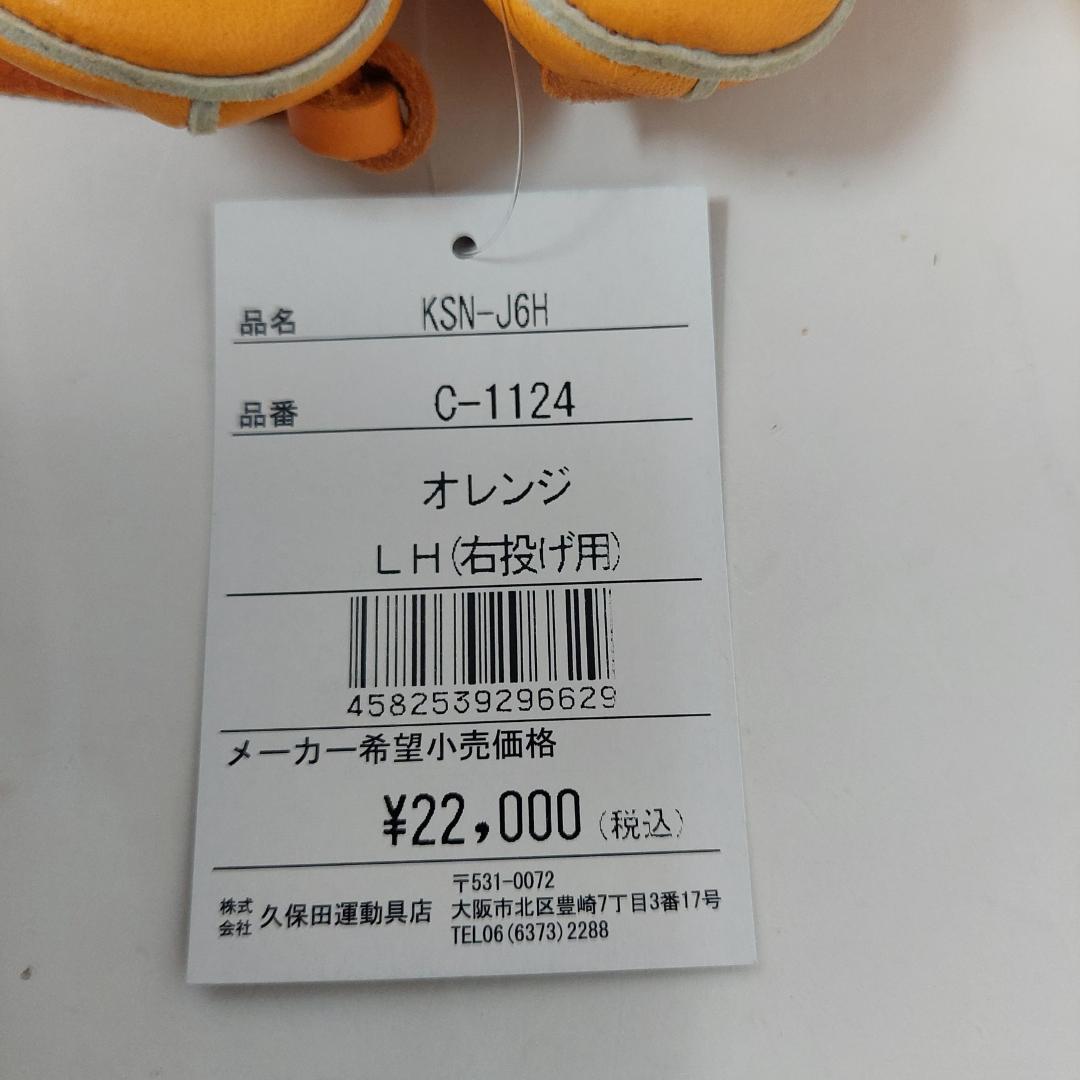 品名 KSN-J6H
品番 C-1124
オレンジ
LH(右投げ用)
4582539296629
メーカー希望小売価格
¥22,000(税込)
株式会社 久保田運動具店
〒531-0072
大阪市北区豊崎7丁目3番17号
TEL06(6373)2288